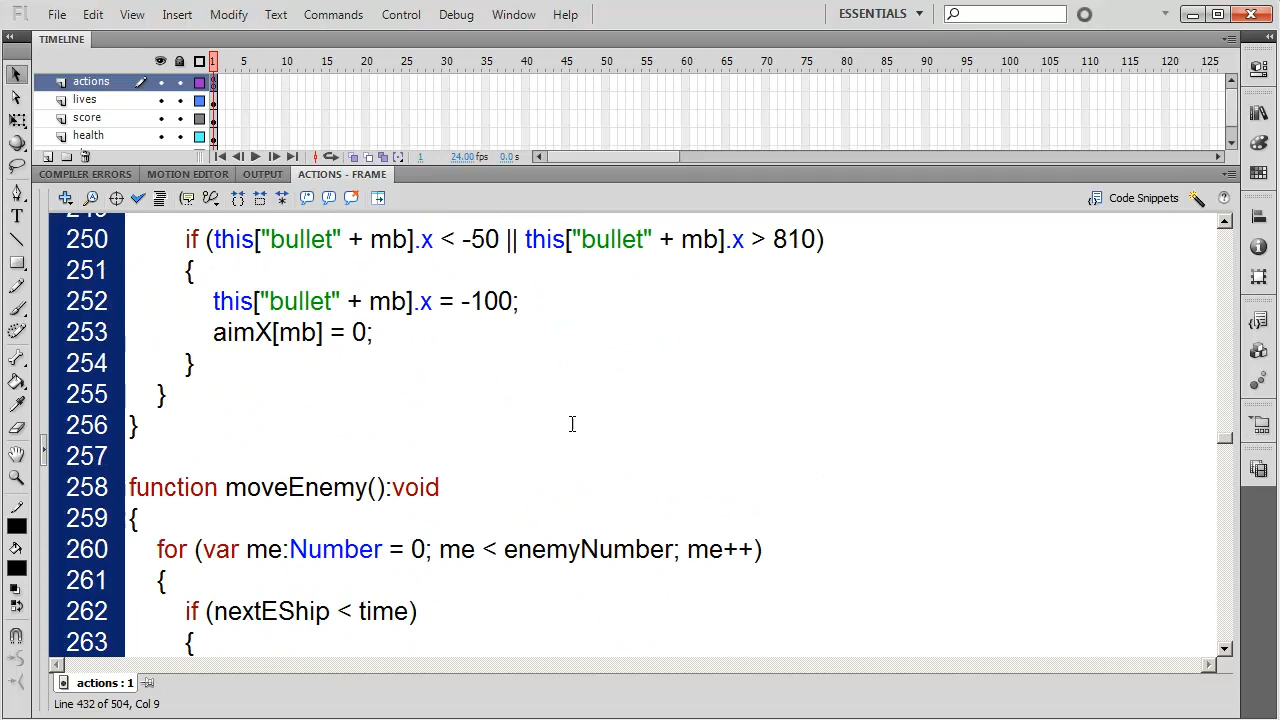 Fl File Edit View Insert Modify Text Commands Control Debug Window Help ESSENTIALS
TIMELINE
1 5 10 15 20 25 30 35 40 45 50 55 60 65 70 75 80 85 90 95 100 105 110 115 120 125
actions
lives
score
health
1 24.00 fps 0.0 s
COMPILER ERRORS MOTION EDITOR OUTPUT ACTIONS - FRAME
Code Snippets
250 if (this["bullet" + mb].x < -50 || this["bullet" + mb].x > 810)
251 {
252 this["bullet" + mb].x = -100;
253 aimX[mb] = 0;
254 }
255 }
256 }
257
258 function moveEnemy():void
259 {
260 for (var me:Number = 0; me < enemyNumber; me++)
261 {
262 if (nextEShip < time)
263 {
actions : 1
Line 432 of 504, Col 9